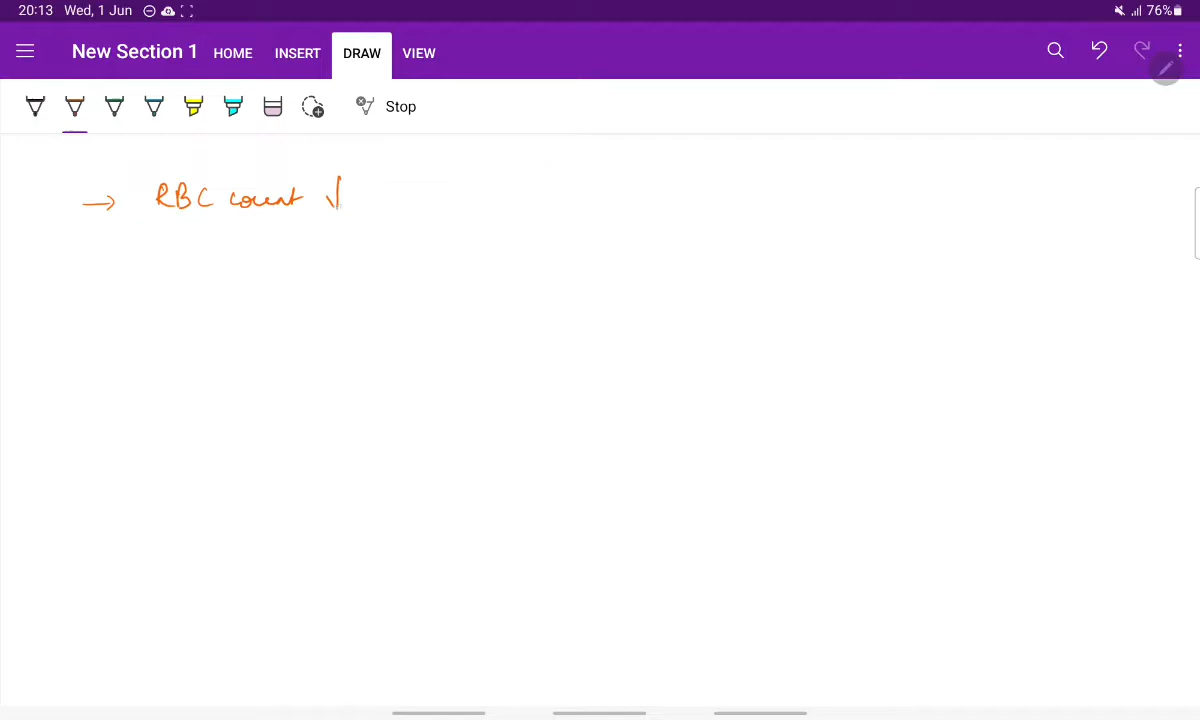 20:13 Wed, 1 Jun 76%
New Section 1 HOME INSERT DRAW VIEW
Stop
→ RBC count ↓